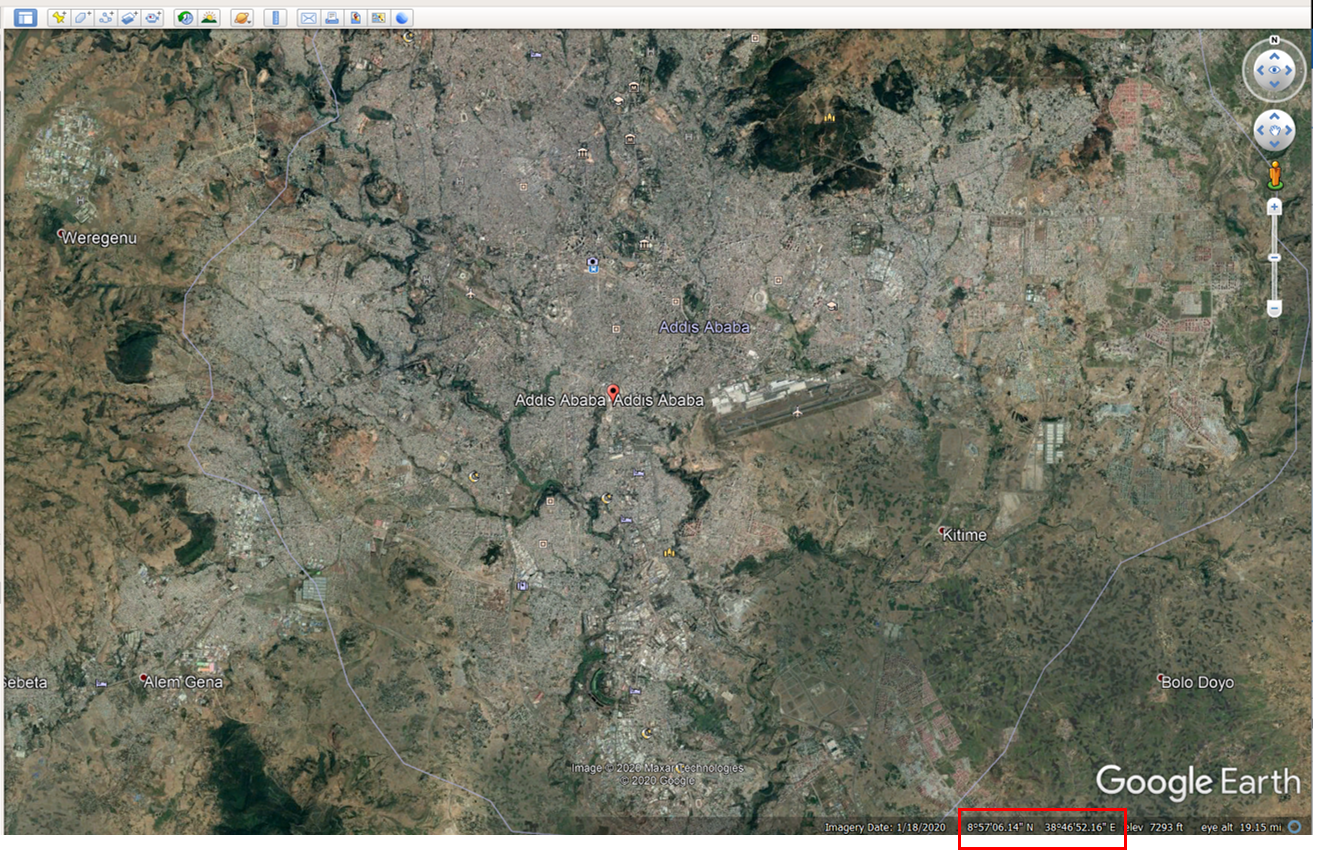 N
Weregenu
Addis Ababa
Addis Ababa Addis Ababa
Kitime
Sebeta
Alem Gena
Bolo Doyo
Image © 2020 Maxar Technologies
© 2020 Google
Google Earth
Imagery Date: 1/18/2020 8°57'06.14" N 38°46'52.16" E elev 7293 ft eye alt 19.15 mi